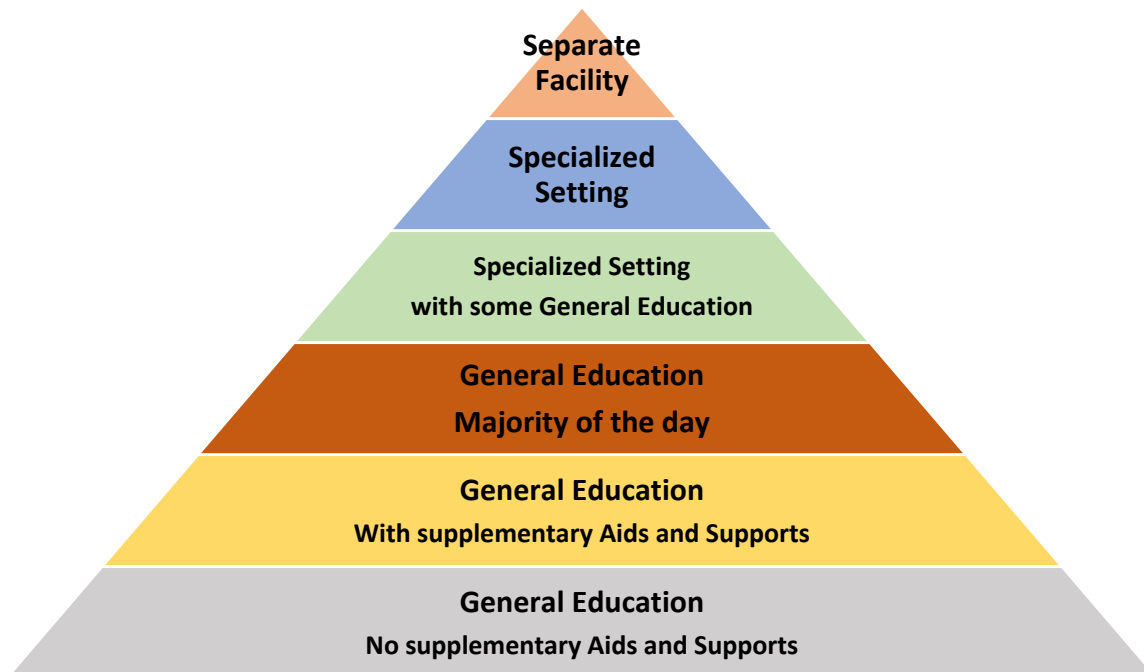 Separate
Facility
Specialized
Setting
Specialized Setting
with some General Education
General Education
Majority of the day
General Education
With supplementary Aids and Supports
General Education
No supplementary Aids and Supports